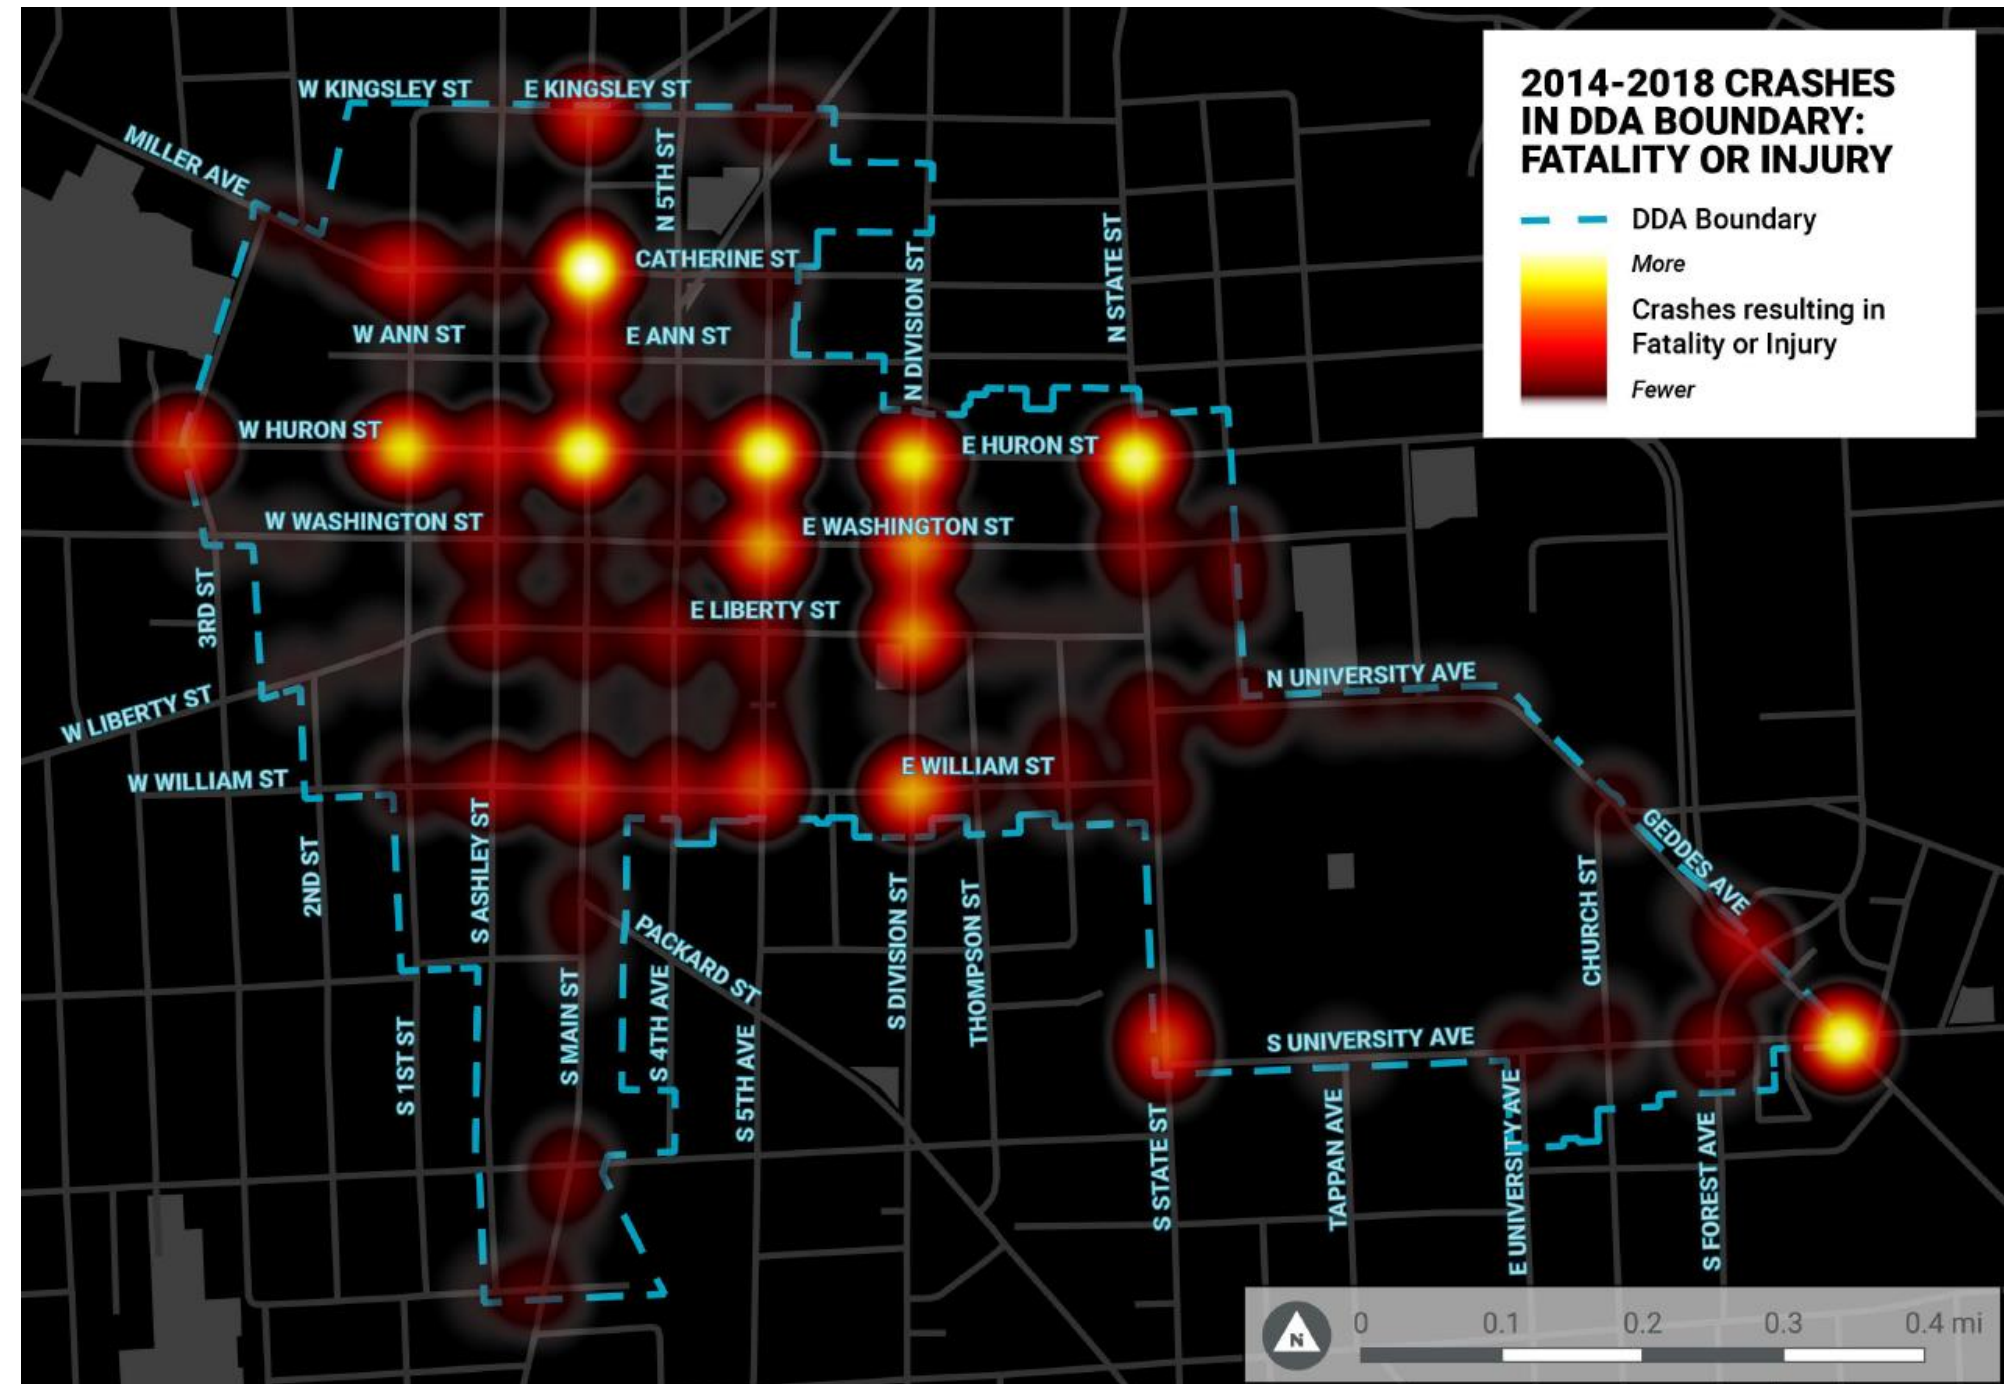 2014-2018 CRASHES
IN DDA BOUNDARY:
FATALITY OR INJURY
DDA Boundary
More
Crashes resulting in
Fatality or Injury
Fewer
W KINGSLEY ST
E KINGSLEY ST
MILLER AVE
N 5TH ST
CATHERINE ST
N DIVISION ST
N STATE ST
W ANN ST
E ANN ST
W HURON ST
E HURON ST
W WASHINGTON ST
E WASHINGTON ST
3RD ST
E LIBERTY ST
W LIBERTY ST
N UNIVERSITY AVE
W WILLIAM ST
E WILLIAM ST
2ND ST
S ASHLEY ST
GEDDES AVE
CHURCH ST
PACKARD ST
S DIVISION ST
THOMPSON ST
S 1ST ST
S MAIN ST
S 4TH AVE
S 5TH AVE
S UNIVERSITY AVE
S STATE ST
TAPPAN AVE
E UNIVERSITY AVE
S FOREST AVE
N
0 0.1 0.2 0.3 0.4 mi